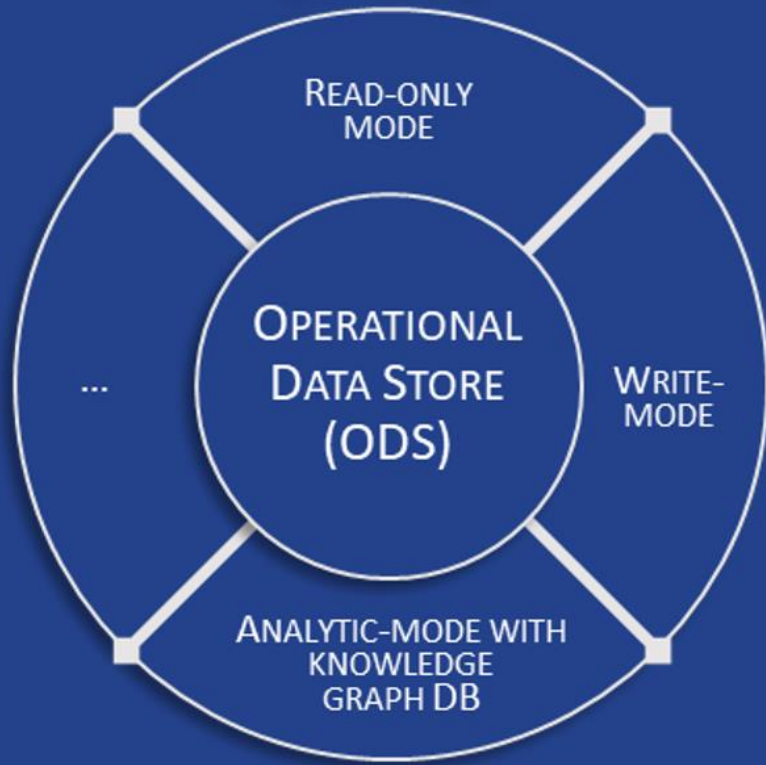 READ-ONLY
MODE
OPERATIONAL
DATA STORE
(ODS)
...
WRITE-
MODE
ANALYTIC-MODE WITH
KNOWLEDGE
GRAPH DB